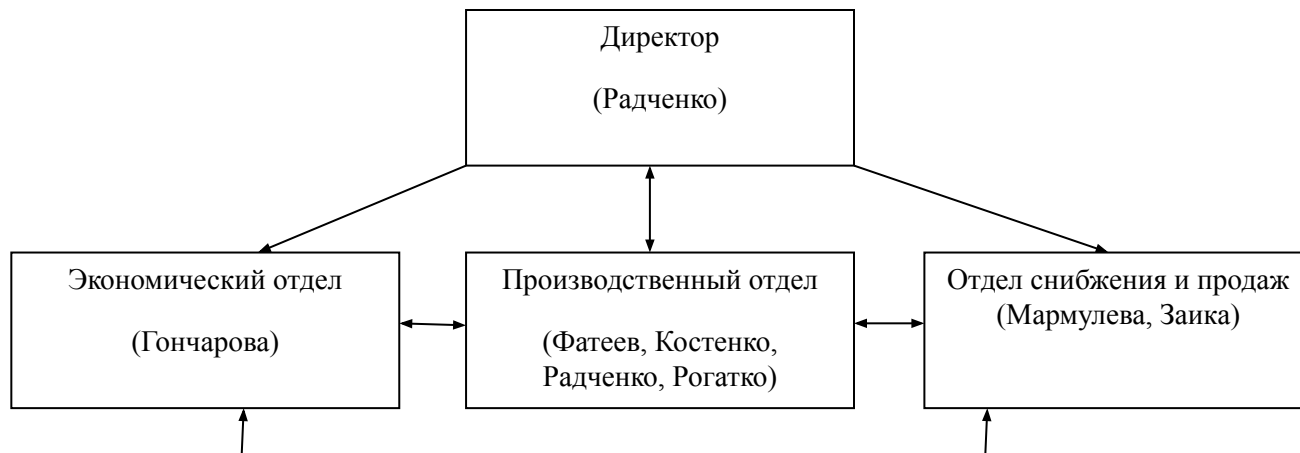 Директор
(Радченко)
Экономический отдел
(Гончарова)
Производственный отдел
(Фатеев, Костенко,
Радченко, Рогатко)
Отдел снибжения и продаж
(Мармулева, Заика)